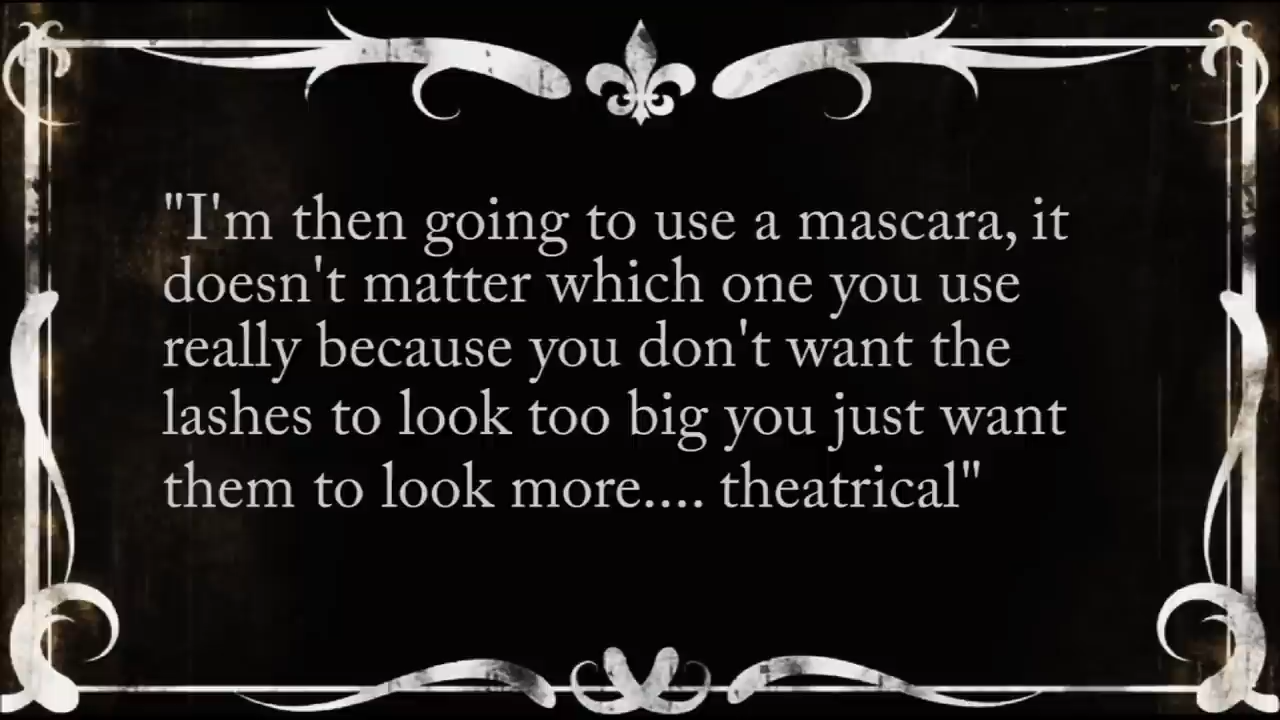 "I'm then going to use a mascara, it
doesn't matter which one you use
really because you don't want the
lashes to look too big you just want
them to look more.... theatrical"